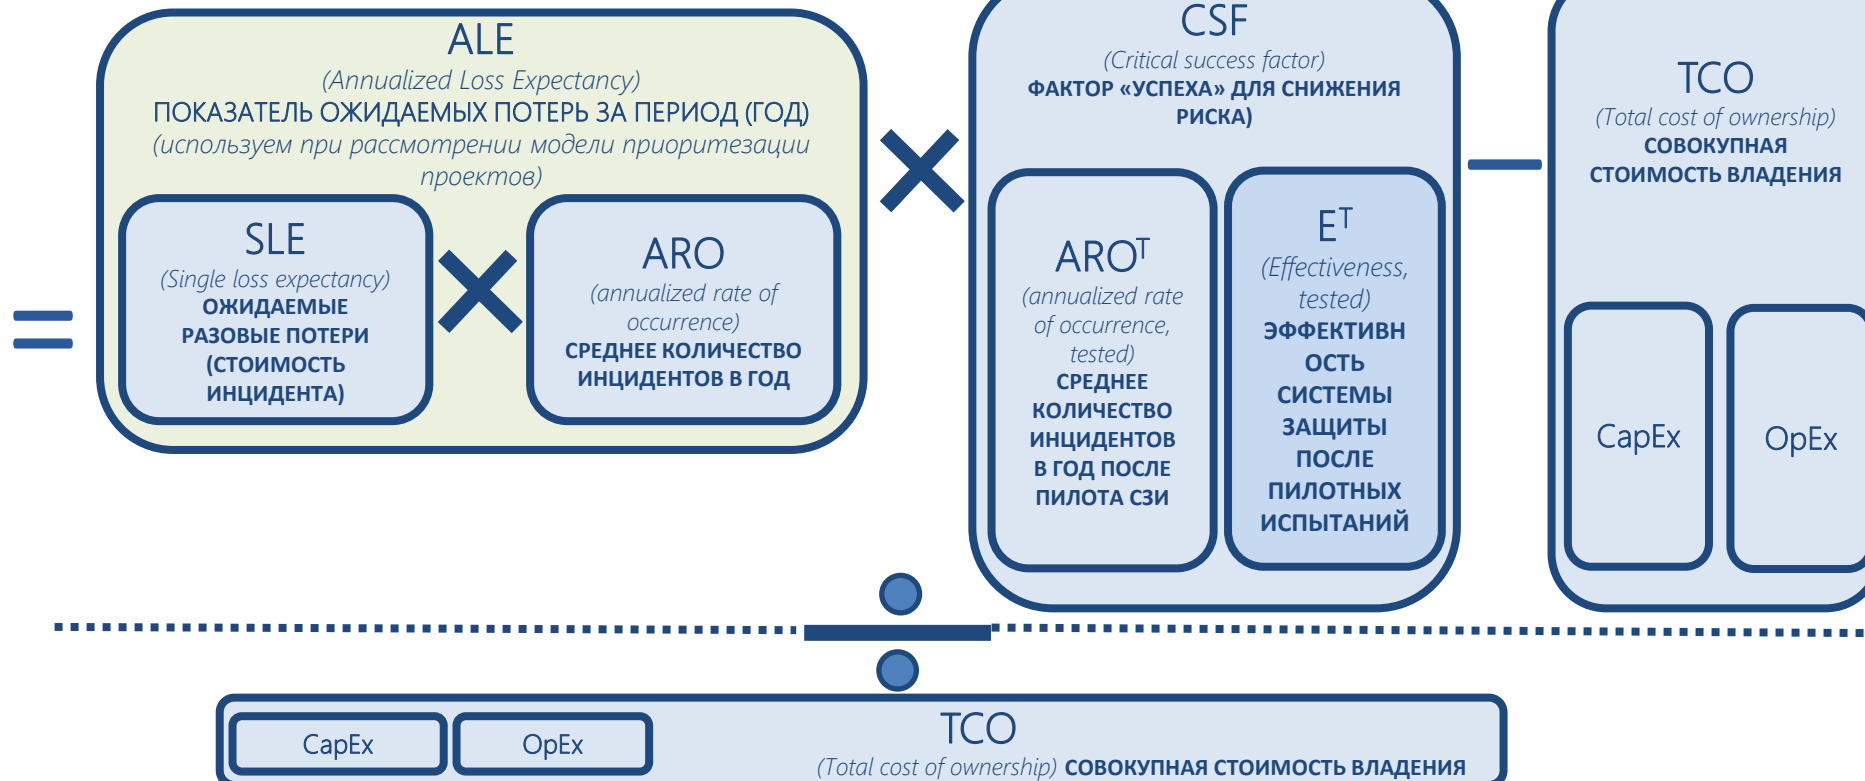 ALE
(Annualized Loss Expectancy)
ПОКАЗАТЕЛЬ ОЖИДАЕМЫХ ПОТЕРЬ ЗА ПЕРИОД (ГОД)
(используем при рассмотрении модели приоритезации
проектов)
SLE
(Single loss expectancy)
ОЖИДАЕМЫЕ
РАЗОВЫЕ ПОТЕРИ
(СТОИМОСТЬ
ИНЦИДЕНТА)
ARO
(annualized rate of
occurrence)
СРЕДНЕЕ КОЛИЧЕСТВО
ИНЦИДЕНТОВ В ГОД
CSF
(Critical success factor)
ФАКТОР «УСПЕХА» ДЛЯ СНИЖЕНИЯ
РИСКА)
ARO^T
(annualized rate
of occurrence,
tested)
СРЕДНЕЕ
КОЛИЧЕСТВО
ИНЦИДЕНТОВ
В ГОД ПОСЛЕ
ПИЛОТА СЗИ
E^T
(Effectiveness,
tested)
ЭФФЕКТИВН
ОСТЬ
СИСТЕМЫ
ЗАЩИТЫ
ПОСЛЕ
ПИЛОТНЫХ
ИСПЫТАНИЙ
TCO
(Total cost of ownership)
СОВОКУПНАЯ
СТОИМОСТЬ ВЛАДЕНИЯ
CapEx
OpEx
CapEx
OpEx
TCO
(Total cost of ownership) СОВОКУПНАЯ СТОИМОСТЬ ВЛАДЕНИЯ